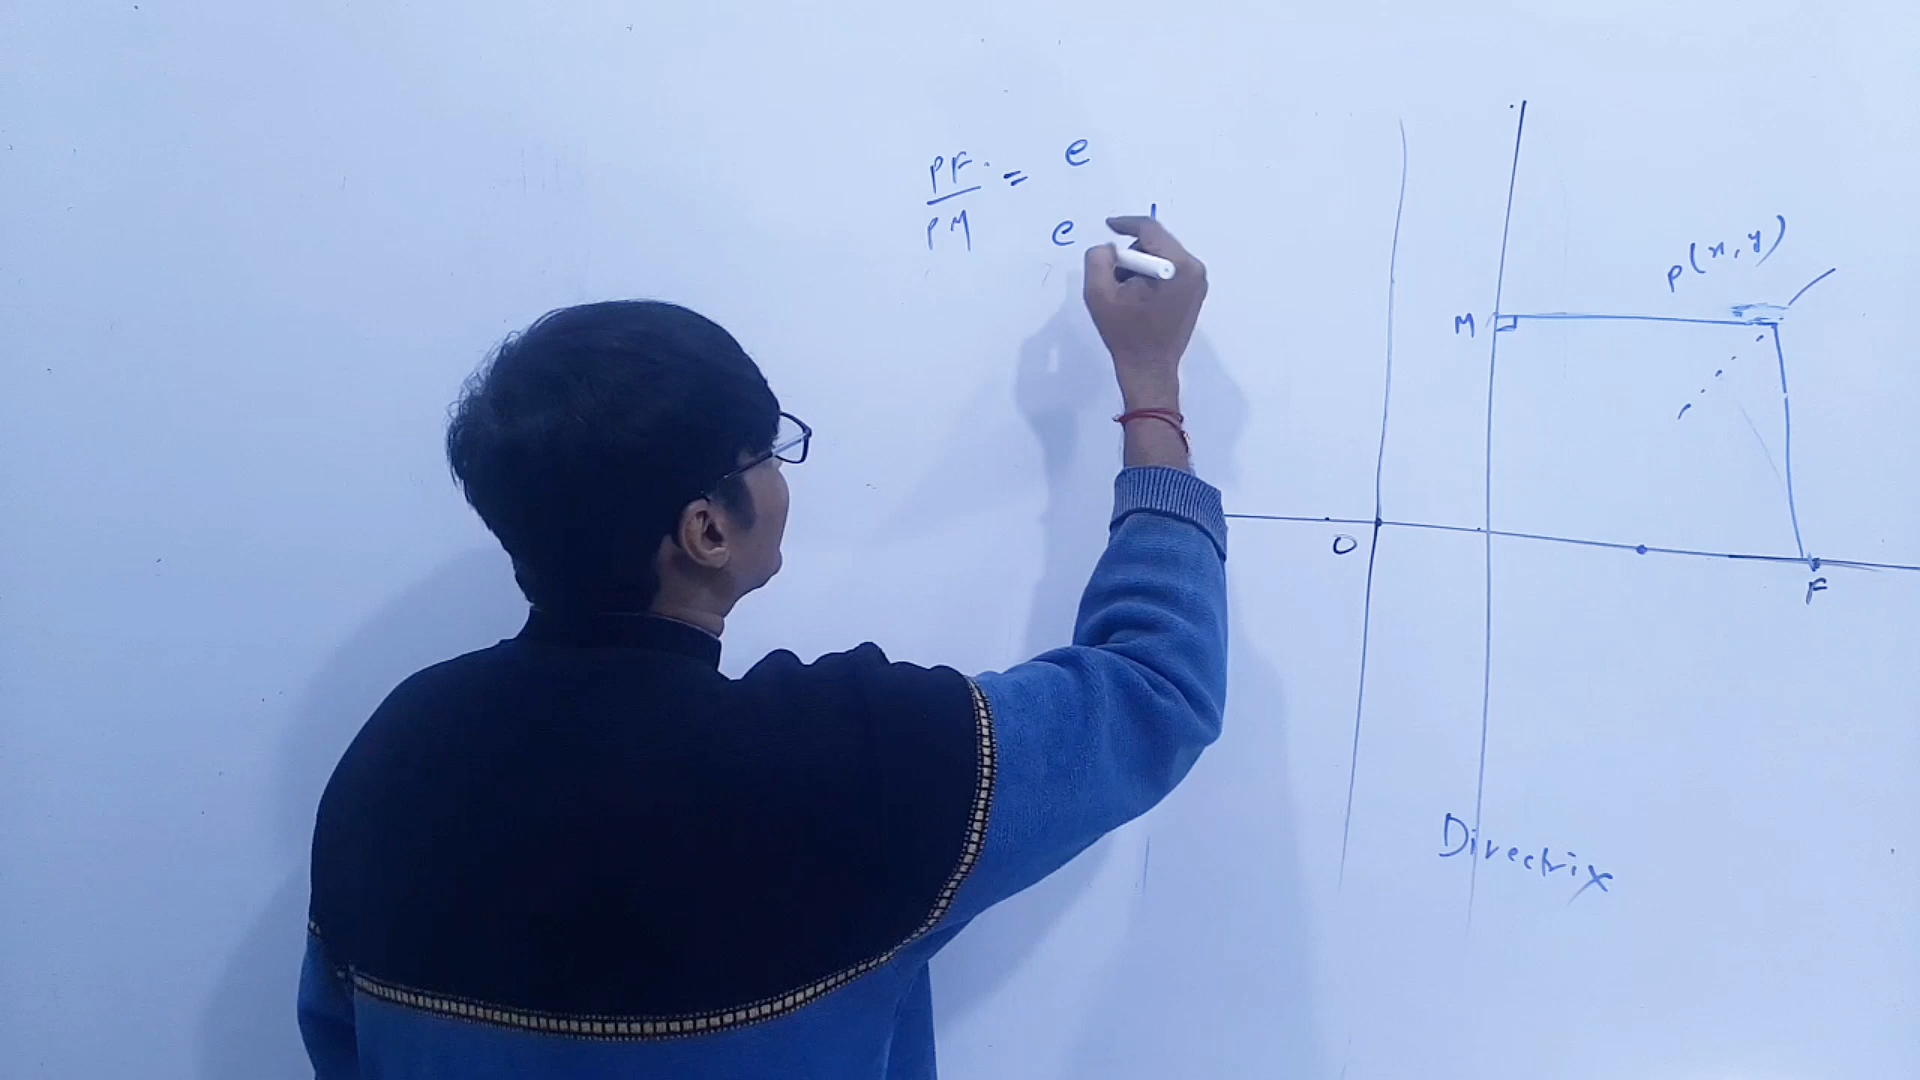 PF = e
PM
e
P(x,y)
M
O
F
Directrix